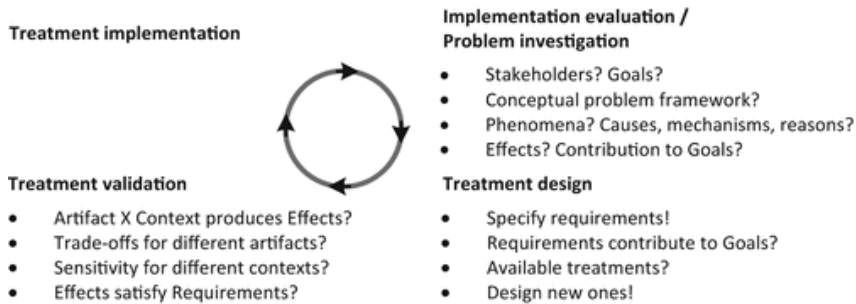 Treatment implementation
Implementation evaluation /
Problem investigation
• Stakeholders? Goals?
• Conceptual problem framework?
• Phenomena? Causes, mechanisms, reasons?
• Effects? Contribution to Goals?
Treatment validation
• Artifact X Context produces Effects?
• Trade-offs for different artifacts?
• Sensitivity for different contexts?
• Effects satisfy Requirements?
Treatment design
• Specify requirements!
• Requirements contribute to Goals?
• Available treatments?
• Design new ones!